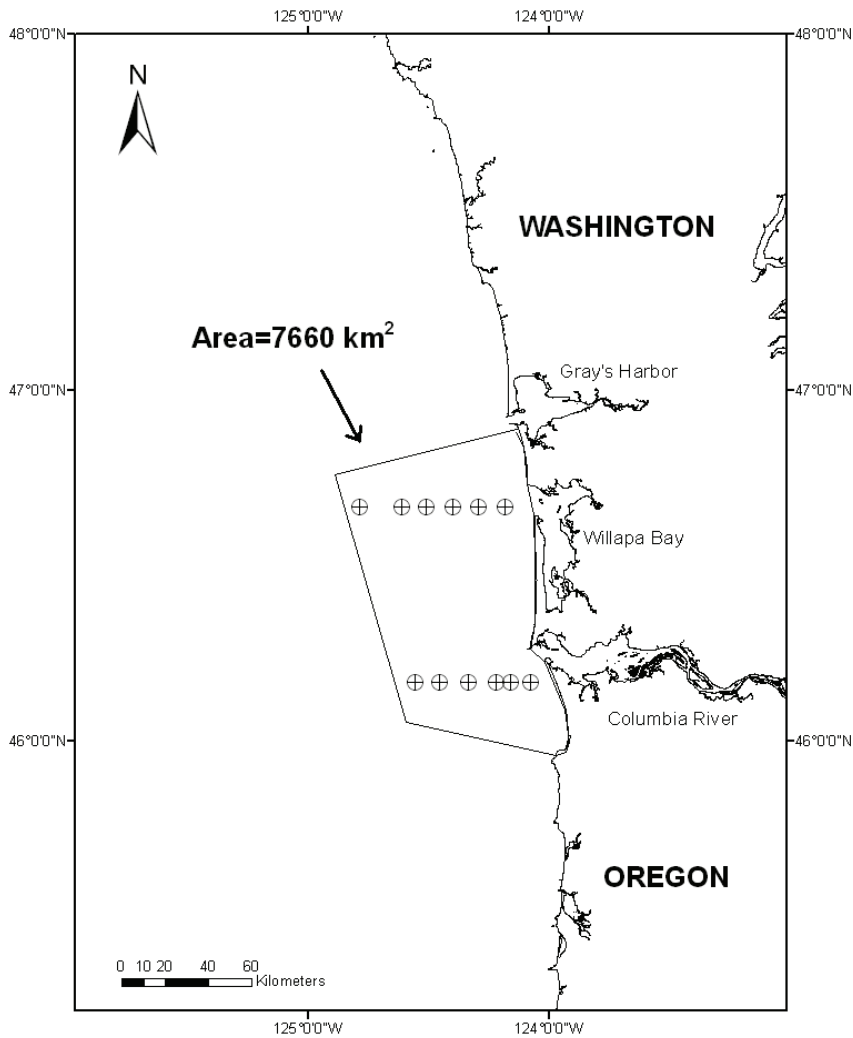 125°0'0"W 124°0'0"W
48°0'0"N 48°0'0"N
N
WASHINGTON
Area=7660 km²
Gray's Harbor
47°0'0"N 47°0'0"N
Willapa Bay
Columbia River
46°0'0"N 46°0'0"N
OREGON
0 10 20 40 60
Kilometers
125°0'0"W 124°0'0"W